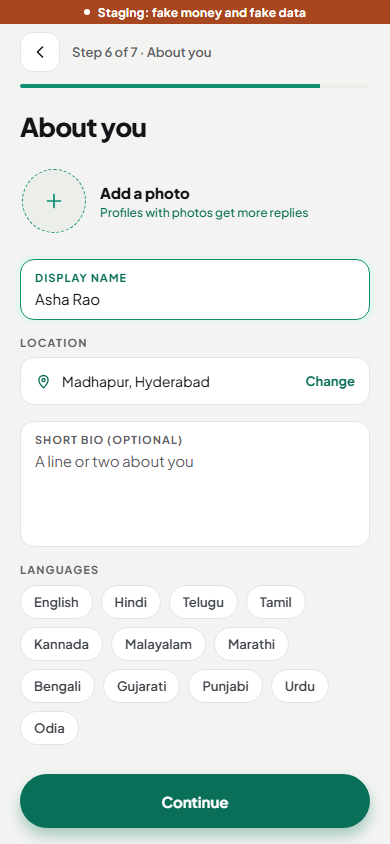 Staging: fake money and fake data
Step 6 of 7 · About you
About you
Add a photo
Profiles with photos get more replies
DISPLAY NAME
Asha Rao
LOCATION
Madhapur, Hyderabad
Change
SHORT BIO (OPTIONAL)
A line or two about you
LANGUAGES
English Hindi Telugu Tamil
Kannada Malayalam Marathi
Bengali Gujarati Punjabi Urdu
Odia
Continue